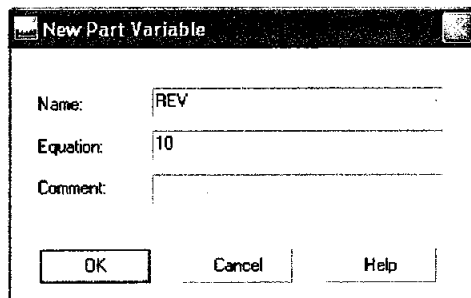 New Part Variable
Name: REV
Equation: 10
Comment:
OK Cancel Help